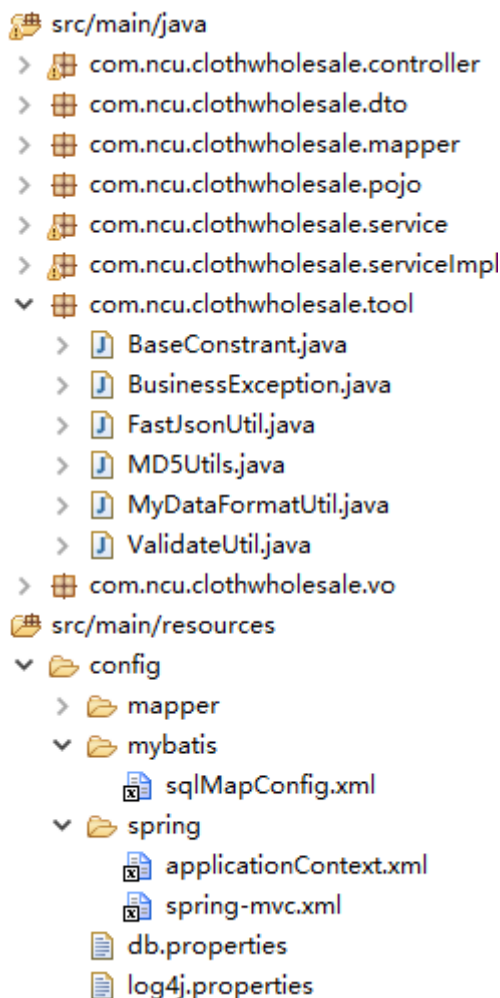 src/main/java
com.ncu.clothwholesale.controller
com.ncu.clothwholesale.dto
com.ncu.clothwholesale.mapper
com.ncu.clothwholesale.pojo
com.ncu.clothwholesale.service
com.ncu.clothwholesale.serviceImpl
com.ncu.clothwholesale.tool
BaseConstrant.java
BusinessException.java
FastJsonUtil.java
MD5Utils.java
MyDataFormatUtil.java
ValidateUtil.java
com.ncu.clothwholesale.vo
src/main/resources
config
mapper
mybatis
sqlMapConfig.xml
spring
applicationContext.xml
spring-mvc.xml
db.properties
log4j.properties